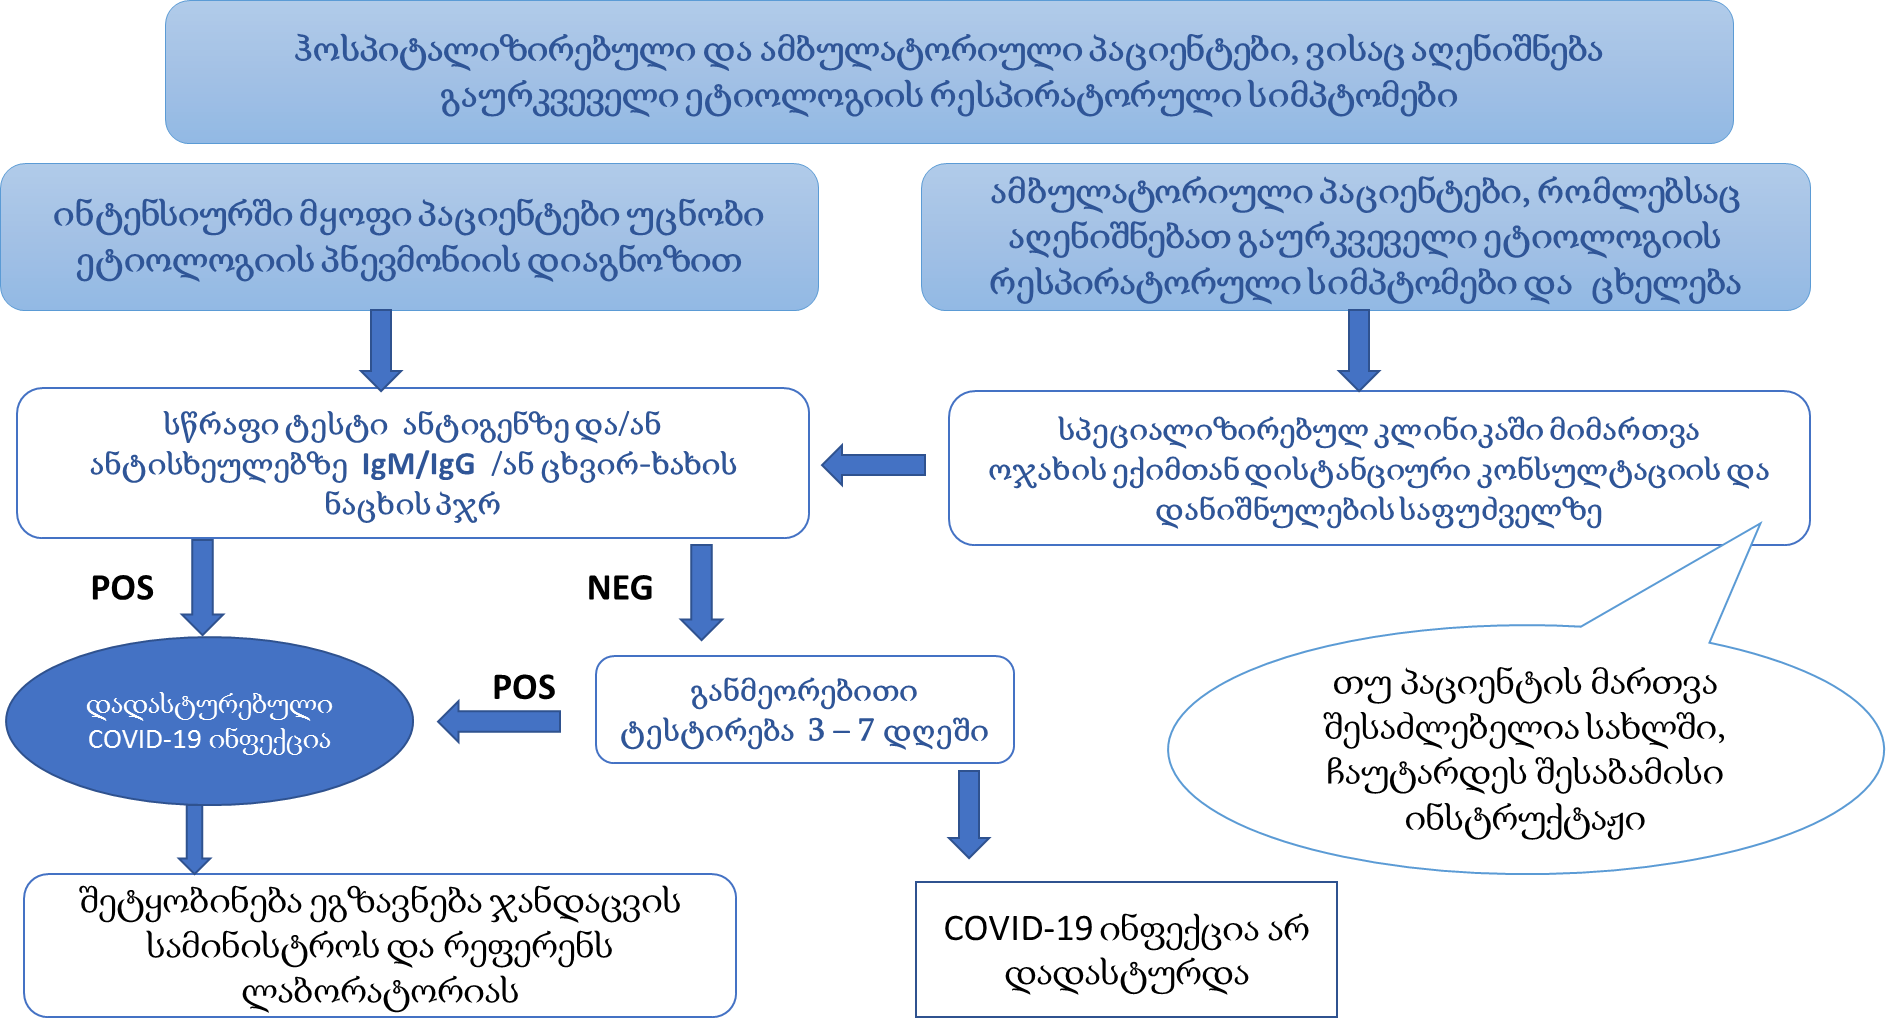 ჰოსპიტალიზირებული და ამბულატორიული პაციენტები, ვისაც აღენიშნება
გაურკვეველი ეტიოლოგიის რესპირატორული სიმპტომები
ინტენსიურში მყოფი პაციენტები უცნობი
ეტიოლოგიის პნევმონიის დიაგნოზით
ამბულატორიული პაციენტები, რომლებსაც
აღენიშნებათ გაურკვეველი ეტიოლოგიის
რესპირატორული სიმპტომები და ცხელება
სწრაფი ტესტი ანტიგენზე და/ან
ანტისხეულებზე IgM/IgG /ან ცხვირ-ხახის
ნაცხის პჯრ
სპეციალიზირებულ კლინიკაში მიმართვა
ოჯახის ექიმთან დისტანციური კონსულტაციის და
დანიშნულების საფუძველზე
POS
NEG
განმეორებითი
ტესტირება 3 – 7 დღეში
POS
დადასტურებული
COVID-19 ინფექცია
თუ პაციენტის მართვა
შესაძლებელია სახლში,
ჩაუტარდეს შესაბამისი
ინსტრუქტაჟი
შეტყობინება ეგზავნება ჯანდაცვის
სამინისტროს და რეფერენს
ლაბორატორიას
COVID-19 ინფექცია არ
დადასტურდა